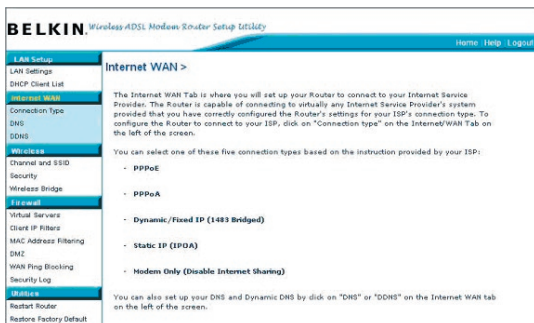 BELKIN. Wireless ADSL Modem Router Setup Utility
Home | Help | Logout
LAN Setup
LAN Settings
DHCP Client List
Internet WAN
Connection Type
DNS
DDNS
Wireless
Channel and SSID
Security
Wireless Bridge
Firewall
Virtual Servers
Client IP Filters
MAC Address Filtering
DMZ
WAN Ping Blocking
Security Log
Utilities
Restart Router
Restore Factory Default
Internet WAN >
The Internet WAN Tab is where you will set up your Router to connect to your Internet Service
Provider. The Router is capable of connecting to virtually any Internet Service Provider's system
provided that you have correctly configured the Router's settings for your ISP's connection type. To
configure the Router to connect to your ISP, click on "Connection type" on the Internet/WAN Tab on
the left of the screen.
You can select one of these five connection types based on the instruction provided by your ISP:
- PPPoE
- PPPoA
- Dynamic/Fixed IP (1483 Bridged)
- Static IP (IPOA)
- Modem Only (Disable Internet Sharing)
You can also set up your DNS and Dynamic DNS by click on "DNS" or "DDNS" on the Internet WAN tab
on the left of the screen.